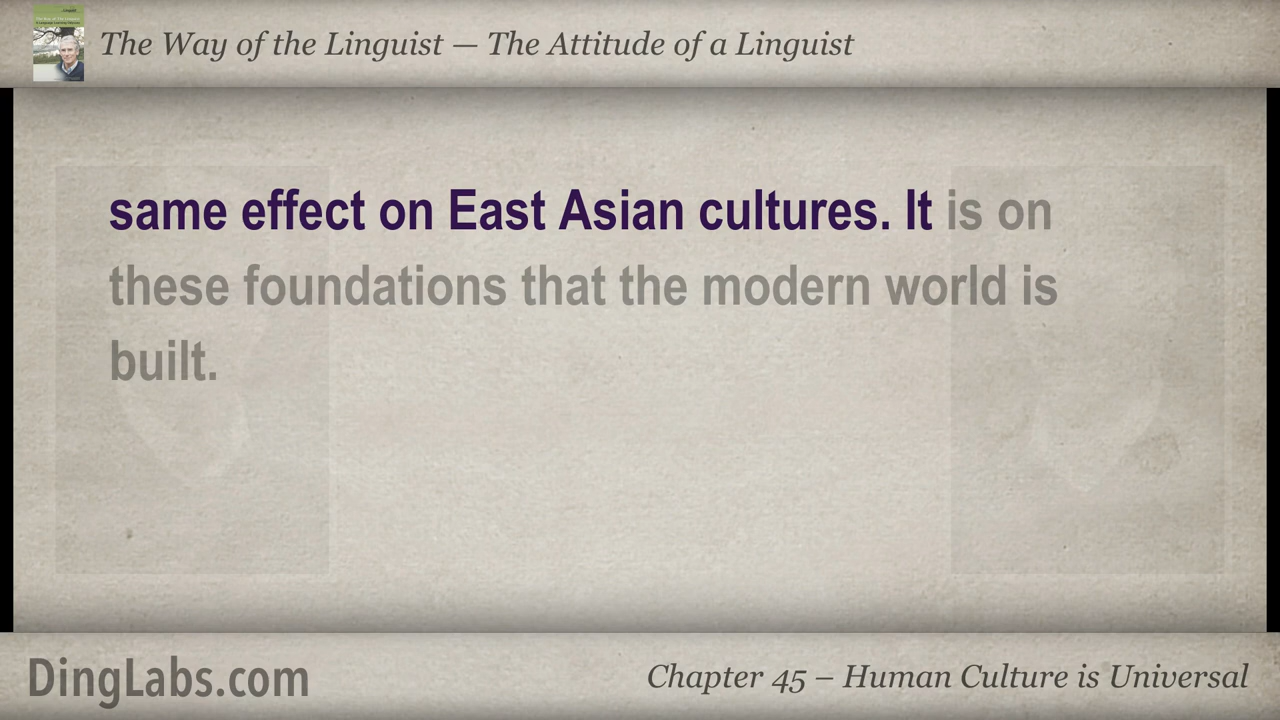 The Way of the Linguist — The Attitude of a Linguist
same effect on East Asian cultures. It is on
these foundations that the modern world is
built.
DingLabs.com
Chapter 45 – Human Culture is Universal